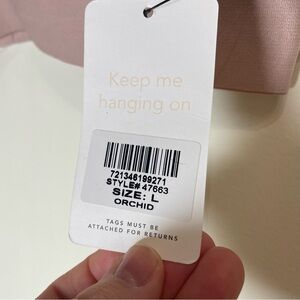 Keep me
hanging on
721346199271
STYLE# 47663
SIZE: L
ORCHID
TAGS MUST BE
ATTACHED FOR RETURNS